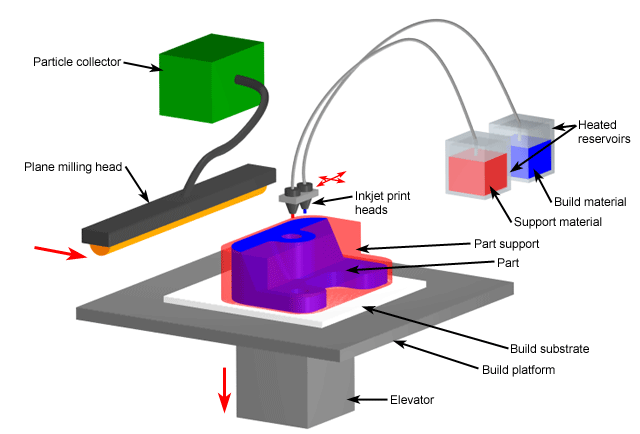 Particle collector
Plane milling head
Inkjet print
heads
Heated
reservoirs
Build material
Support material
Part support
Part
Build substrate
Build platform
Elevator